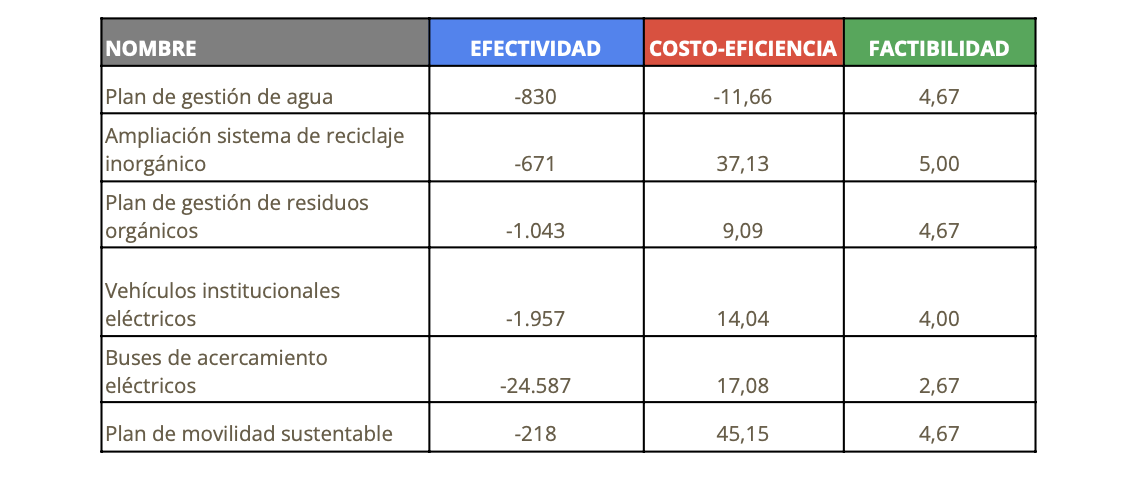 NOMBRE EFECTIVIDAD COSTO-EFICIENCIA FACTIBILIDAD
Plan de gestión de agua -830 -11,66 4,67
Ampliación sistema de reciclaje
inorgánico -671 37,13 5,00
Plan de gestión de residuos
orgánicos -1.043 9,09 4,67
Vehículos institucionales
eléctricos -1.957 14,04 4,00
Buses de acercamiento
eléctricos -24.587 17,08 2,67
Plan de movilidad sustentable -218 45,15 4,67